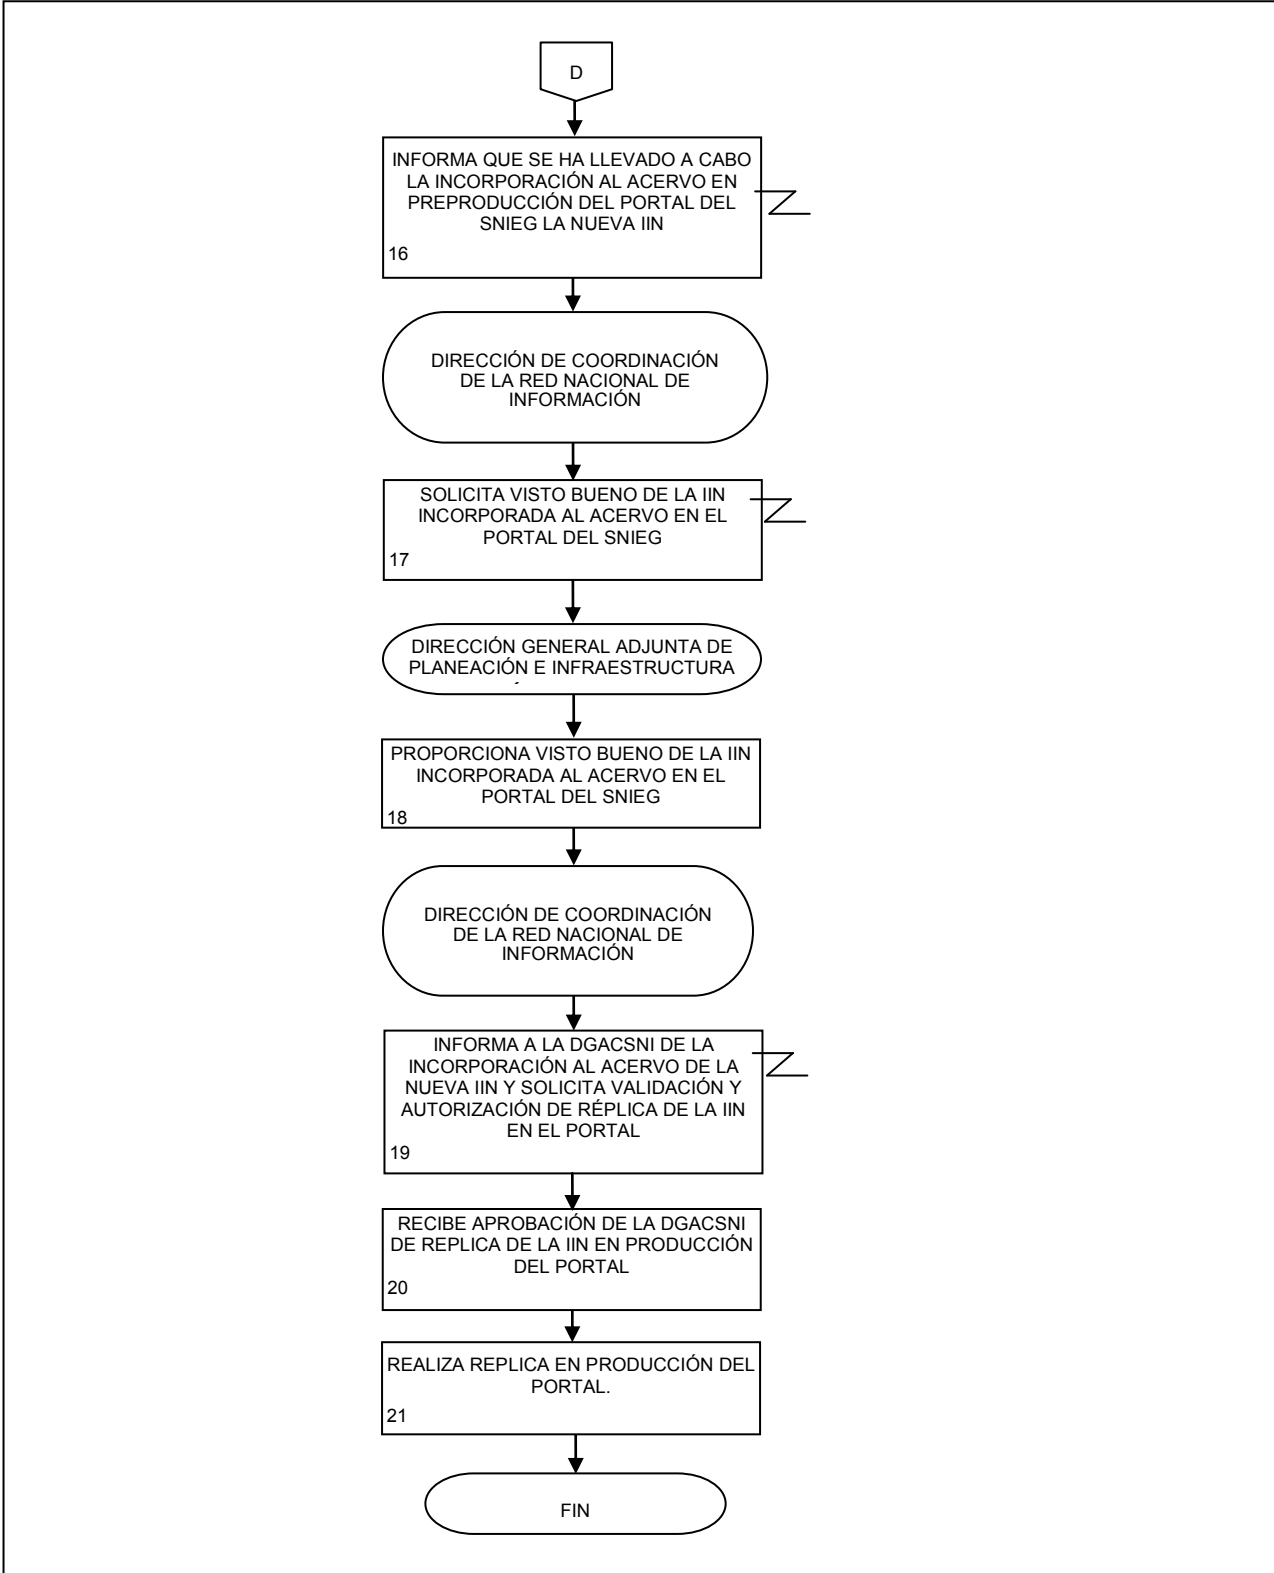 D
INFORMA QUE SE HA LLEVADO A CABO
LA INCORPORACIÓN AL ACERVO EN
PREPRODUCCIÓN DEL PORTAL DEL
SNIEG LA NUEVA IIN
16
DIRECCIÓN DE COORDINACIÓN
DE LA RED NACIONAL DE
INFORMACIÓN
SOLICITA VISTO BUENO DE LA IIN
INCORPORADA AL ACERVO EN EL
PORTAL DEL SNIEG
17
DIRECCIÓN GENERAL ADJUNTA DE
PLANEACIÓN E INFRAESTRUCTURA
PROPORCIONA VISTO BUENO DE LA IIN
INCORPORADA AL ACERVO EN EL
PORTAL DEL SNIEG
18
DIRECCIÓN DE COORDINACIÓN
DE LA RED NACIONAL DE
INFORMACIÓN
INFORMA A LA DGACSNI DE LA
INCORPORACIÓN AL ACERVO DE LA
NUEVA IIN Y SOLICITA VALIDACIÓN Y
AUTORIZACIÓN DE RÉPLICA DE LA IIN
EN EL PORTAL
19
RECIBE APROBACIÓN DE LA DGACSNI
DE REPLICA DE LA IIN EN PRODUCCIÓN
DEL PORTAL
20
REALIZA REPLICA EN PRODUCCIÓN DEL
PORTAL.
21
FIN